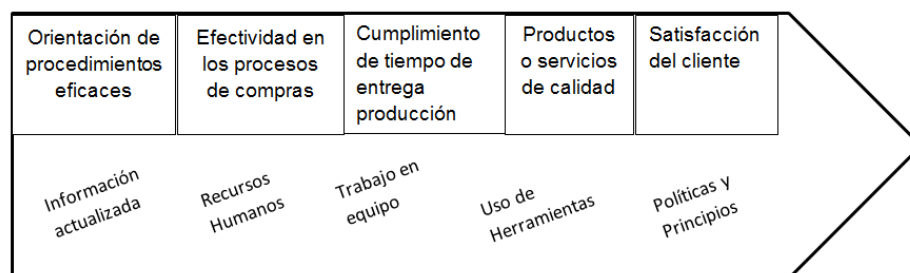 Orientación de
procedimientos
eficaces
Efectividad en
los procesos
de compras
Cumplimiento
de tiempo de
entrega
producción
Productos
o servicios
de calidad
Satisfacción
del cliente
Información
actualizada
Recursos
Humanos
Trabajo en
equipo
Uso de
Herramientas
Políticas y
Principios